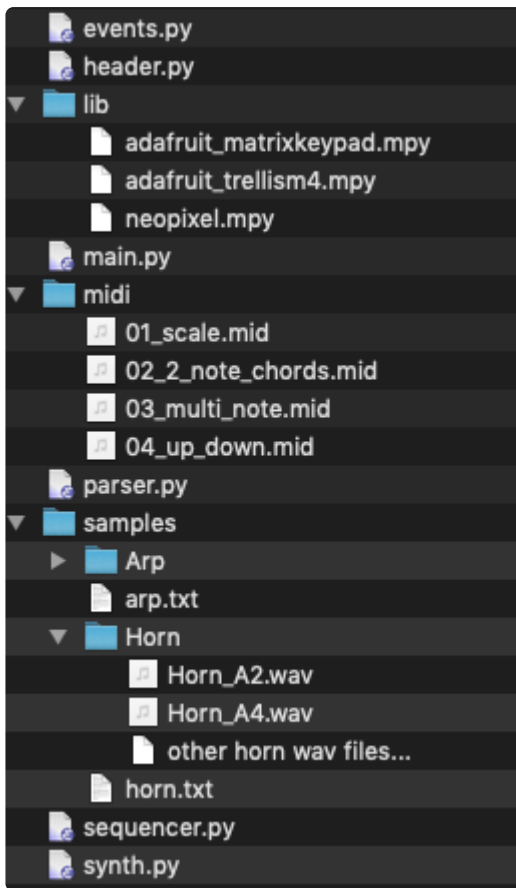 events.py
header.py
lib
adafruit_matrixkeypad.mpy
adafruit_trellism4.mpy
neopixel.mpy
main.py
midi
01_scale.mid
02_2_note_chords.mid
03_multi_note.mid
04_up_down.mid
parser.py
samples
Arp
arp.txt
Horn
Horn_A2.wav
Horn_A4.wav
other horn wav files...
horn.txt
sequencer.py
synth.py